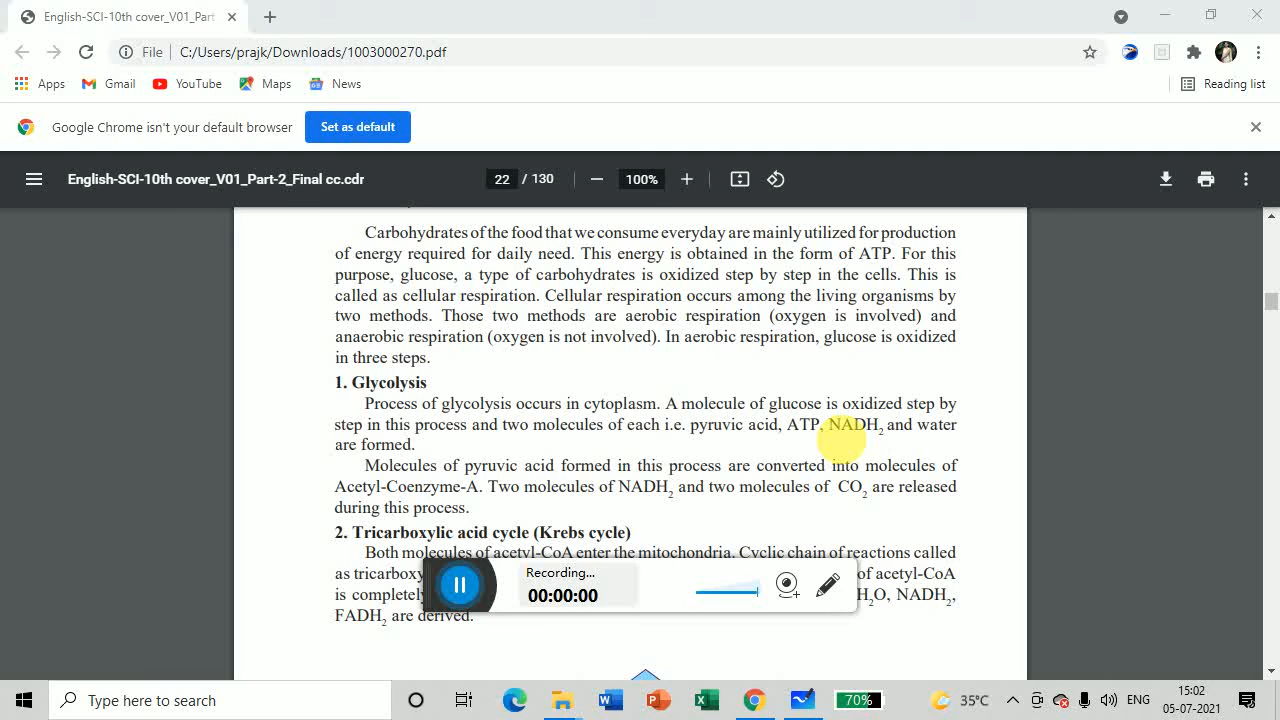 English-SCI-10th cover_V01_Part
File C:/Users/prajk/Downloads/1003000270.pdf
Apps Gmail YouTube Maps News Reading list
Google Chrome isn't your default browser Set as default
English-SCI-10th cover_V01_Part-2_Final cc.cdr 22 / 130 100%
Carbohydrates of the food that we consume everyday are mainly utilized for production
of energy required for daily need. This energy is obtained in the form of ATP. For this
purpose, glucose, a type of carbohydrates is oxidized step by step in the cells. This is
called as cellular respiration. Cellular respiration occurs among the living organisms by
two methods. Those two methods are aerobic respiration (oxygen is involved) and
anaerobic respiration (oxygen is not involved). In aerobic respiration, glucose is oxidized
in three steps.
1. Glycolysis
Process of glycolysis occurs in cytoplasm. A molecule of glucose is oxidized step by
step in this process and two molecules of each i.e. pyruvic acid, ATP, NADH₂ and water
are formed.
Molecules of pyruvic acid formed in this process are converted into molecules of
Acetyl-Coenzyme-A. Two molecules of NADH₂ and two molecules of CO₂ are released
during this process.
2. Tricarboxylic acid cycle (Krebs cycle)
Both molecules of acetyl-CoA enter the mitochondria. Cyclic chain of reactions called
as tricarboxy of acetyl-CoA
is completely H₂O, NADH₂,
FADH₂ are derived.
Recording...
00:00:00
Type here to search 70% 35°C ENG 15:02
05-07-2021